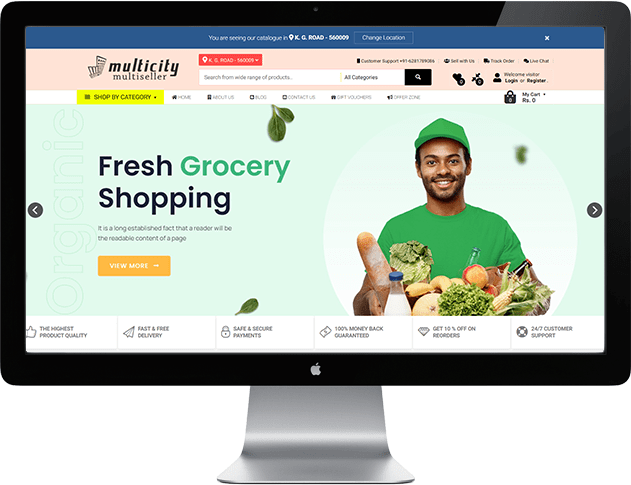 You are seeing our catalogue in K. G. ROAD - 560009 Change Location
multicity
multiseller
K. G. ROAD - 560009
Customer Support +91-6281789086 Sell with Us Track Order Live Chat
Search from wide range of products.. All Categories
Welcome visitor
Login or Register
SHOP BY CATEGORY HOME ABOUT US BLOG CONTACT US GIFT VOUCHERS OFFER ZONE
0
My Cart
Rs. 0
Organic
Fresh Grocery
Shopping
It is a long established fact that a reader will be
the readable content of a page
VIEW MORE
THE HIGHEST
PRODUCT QUALITY
FAST & FREE
DELIVERY
SAFE & SECURE
PAYMENTS
100% MONEY BACK
GUARANTEED
GET 10 % OFF ON
REORDERS
24/7 CUSTOMER
SUPPORT